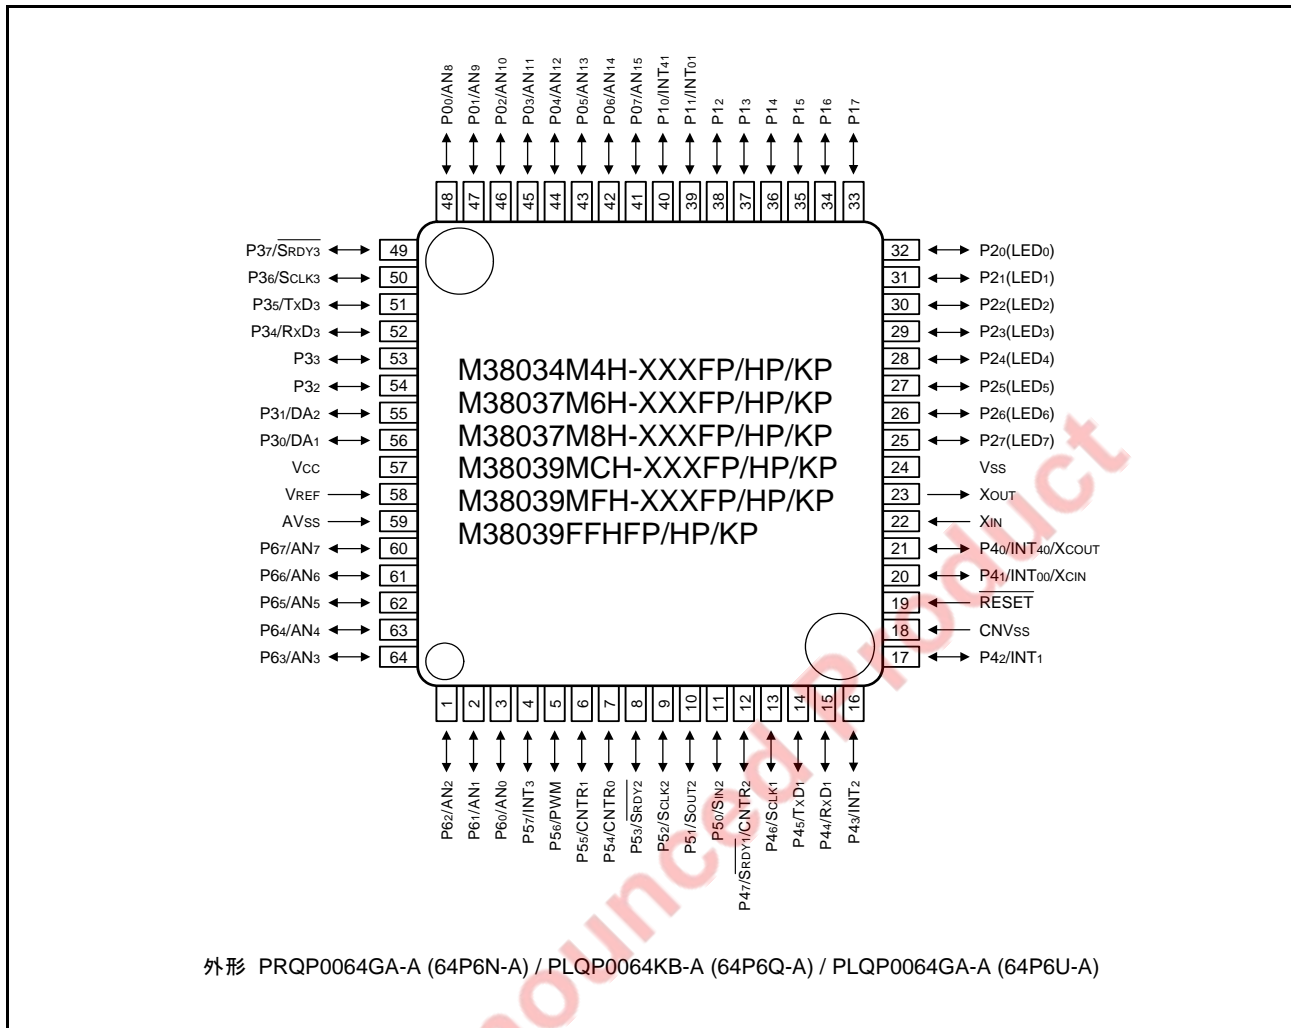 P00/AN8
P01/AN9
P02/AN10
P03/AN11
P04/AN12
P05/AN13
P06/AN14
P07/AN15
P10/INT41
P11/INT01
P12
P13
P14
P15
P16
P17
48 47 46 45 44 43 42 41 40 39 38 37 36 35 34 33
P37/SRDY3 49
P36/SCLK3 50
P35/TXD3 51
P34/RXD3 52
P33 53
P32 54
P31/DA2 55
P30/DA1 56
VCC 57
VREF 58
AVSS 59
P67/AN7 60
P66/AN6 61
P65/AN5 62
P64/AN4 63
P63/AN3 64
M38034M4H-XXXFP/HP/KP
M38037M6H-XXXFP/HP/KP
M38037M8H-XXXFP/HP/KP
M38039MCH-XXXFP/HP/KP
M38039MFH-XXXFP/HP/KP
M38039FFHFP/HP/KP
32 P20(LED0)
31 P21(LED1)
30 P22(LED2)
29 P23(LED3)
28 P24(LED4)
27 P25(LED5)
26 P26(LED6)
25 P27(LED7)
24 VSS
23 XOUT
22 XIN
21 P40/INT40/XCOUT
20 P41/INT00/XCIN
19 RESET
18 CNVSS
17 P42/INT1
1 2 3 4 5 6 7 8 9 10 11 12 13 14 15 16
P62/AN2
P61/AN1
P60/AN0
P57/INT3
P56/PWM
P55/CNTR1
P54/CNTR0
P53/SRDY2
P52/SCLK2
P51/SOUT2
P50/SIN2
P47/SRDY1/CNTR2
P46/SCLK1
P45/TXD1
P44/RXD1
P43/INT2
外形 PRQP0064GA-A (64P6N-A) / PLQP0064KB-A (64P6Q-A) / PLQP0064GA-A (64P6U-A)
ounced Product